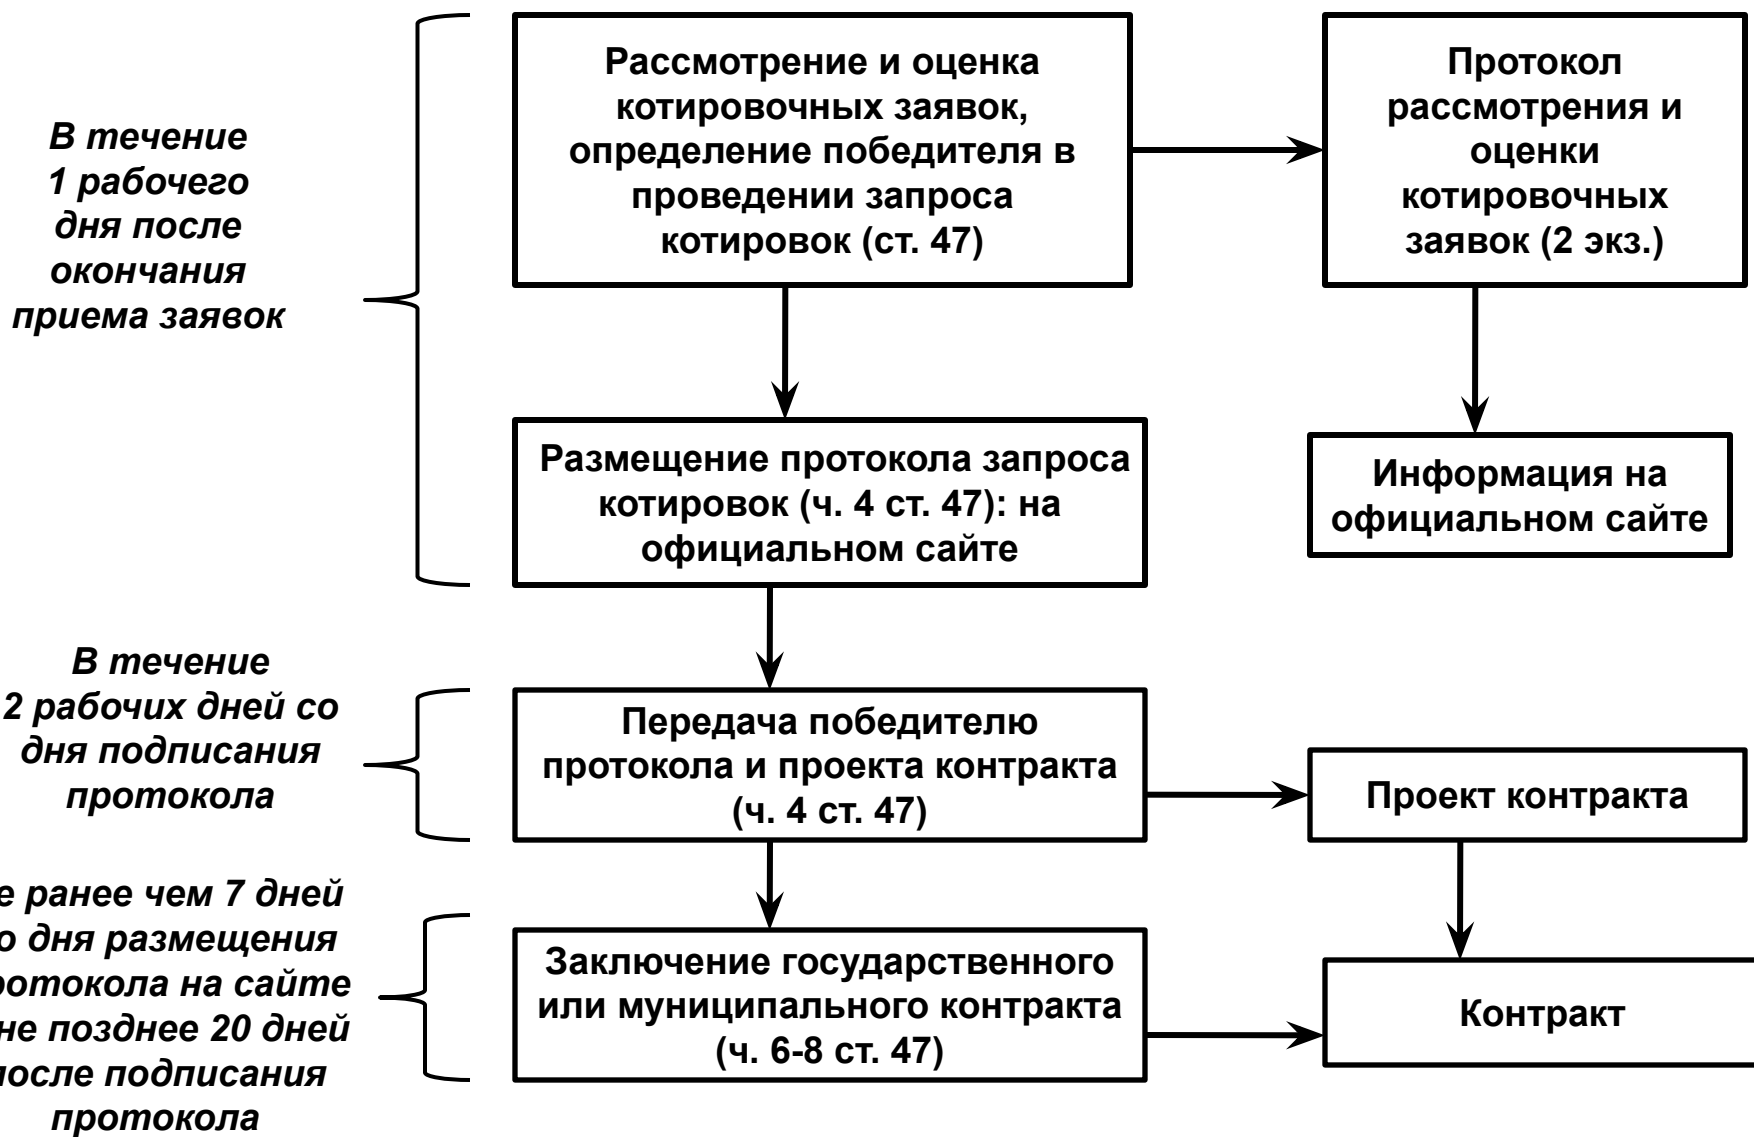 В течение
1 рабочего
дня после
окончания
приема заявок
Рассмотрение и оценка
котировочных заявок,
определение победителя в
проведении запроса
котировок (ст. 47)
Протокол
рассмотрения и
оценки
котировочных
заявок (2 экз.)
Размещение протокола запроса
котировок (ч. 4 ст. 47): на
официальном сайте
Информация на
официальном сайте
В течение
2 рабочих дней со
дня подписания
протокола
Передача победителю
протокола и проекта контракта
(ч. 4 ст. 47)
Проект контракта
е ранее чем 7 дней
о дня размещения
ротокола на сайте
не позднее 20 дней
после подписания
протокола
Заключение государственного
или муниципального контракта
(ч. 6-8 ст. 47)
Контракт